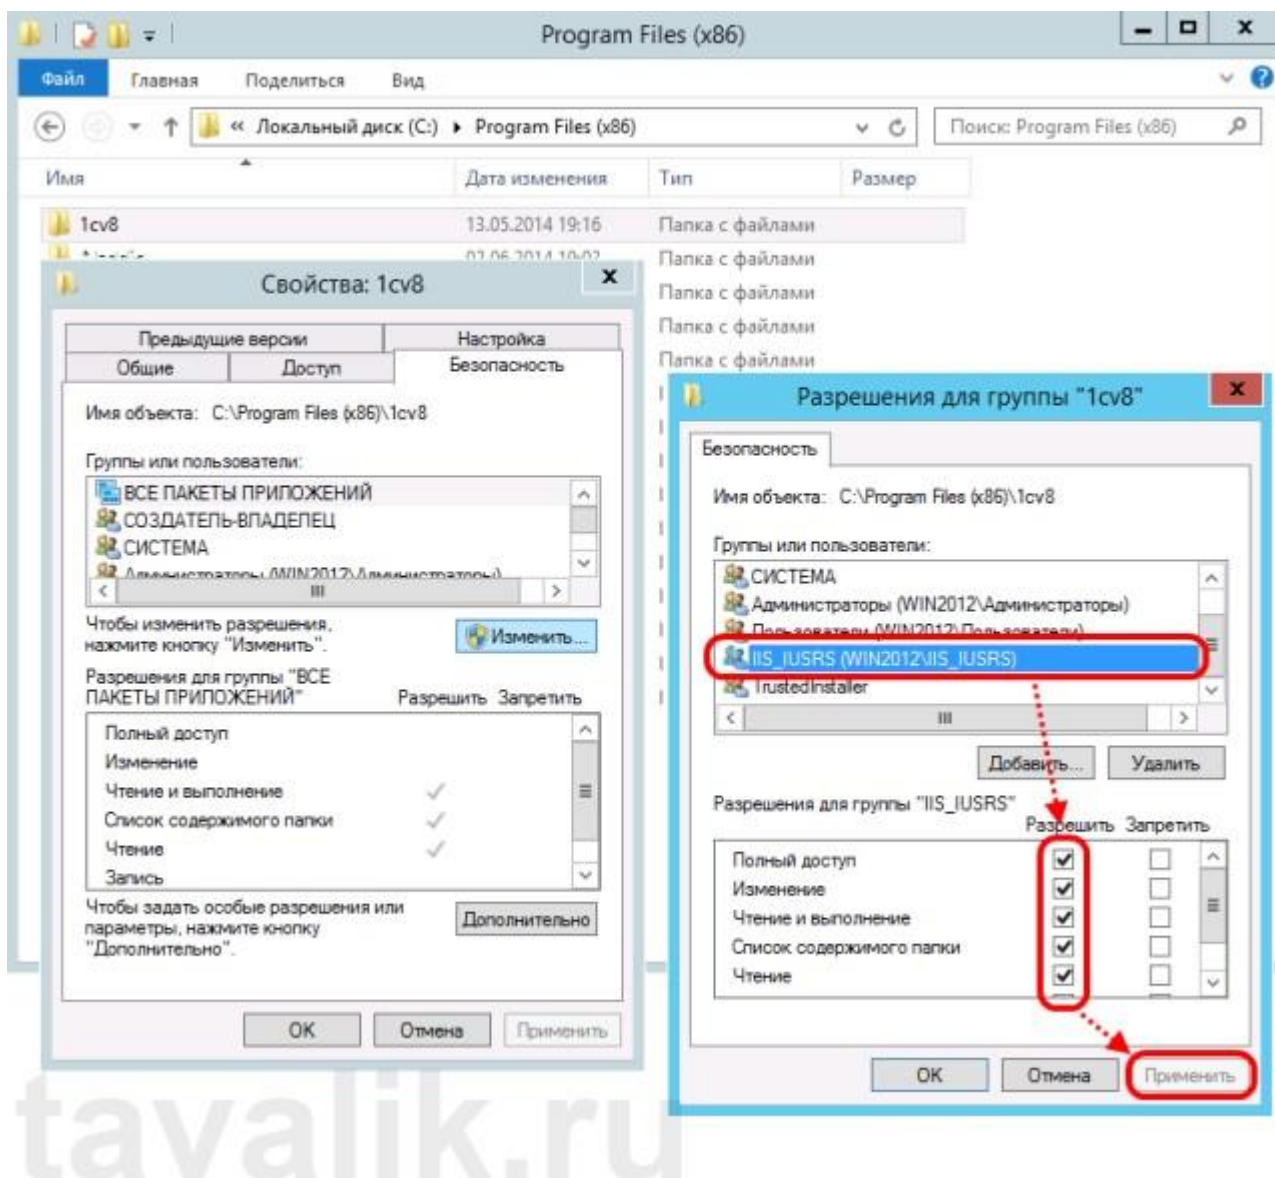 Program Files (x86)
Файл Главная Поделиться Вид
« Локальный диск (C:) Program Files (x86) Поиск: Program Files (x86)
Имя Дата изменения Тип Размер
1cv8 13.05.2014 19:16 Папка с файлами
Папка с файлами
Папка с файлами
Папка с файлами
Папка с файлами
Свойства: 1cv8
Предыдущие версии Настройка
Общие Доступ Безопасность
Имя объекта: C:\Program Files (x86)\1cv8
Группы или пользователи:
ВСЕ ПАКЕТЫ ПРИЛОЖЕНИЙ
СОЗДАТЕЛЬ-ВЛАДЕЛЕЦ
СИСТЕМА
Администраторы (WIN2012\Администраторы)
Чтобы изменить разрешения,
нажмите кнопку "Изменить".
Изменить...
Разрешения для группы "ВСЕ
ПАКЕТЫ ПРИЛОЖЕНИЙ" Разрешить Запретить
Полный доступ
Изменение
Чтение и выполнение
Список содержимого папки
Чтение
Запись
Чтобы задать особые разрешения или
параметры, нажмите кнопку
"Дополнительно".
Дополнительно
OK Отмена Применить
Разрешения для группы "1cv8"
Безопасность
Имя объекта: C:\Program Files (x86)\1cv8
Группы или пользователи:
СИСТЕМА
Администраторы (WIN2012\Администраторы)
Пользователи (WIN2012\Пользователи)
IIS_IUSRS (WIN2012\IIS_IUSRS)
TrustedInstaller
Добавить... Удалить
Разрешения для группы "IIS_IUSRS"
Разрешить Запретить
Полный доступ
Изменение
Чтение и выполнение
Список содержимого папки
Чтение
OK Отмена Применить
tavalik.ru